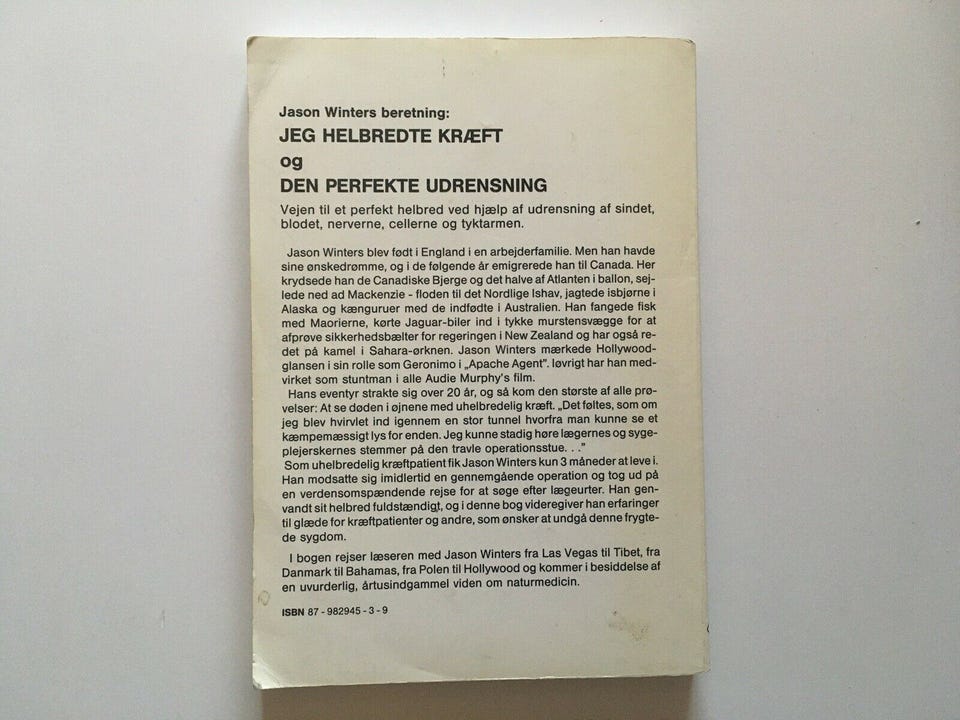 Jason Winters beretning:
JEG HELBREDTE KRÆFT
og
DEN PERFEKTE UDRENSNING
Vejen til et perfekt helbred ved hjælp af udrensning af sindet,
blodet, nerverne, cellerne og tyktarmen.
Jason Winters blev født i England i en arbejderfamilie. Men han havde
sine ønskedrømme, og i de følgende år emigrerede han til Canada. Her
krydsede han de Canadiske Bjerge og det halve af Atlanten i ballon, sej-
lede ned ad Mackenzie - floden til det Nordlige Ishav, jagtede isbjørne i
Alaska og kænguruer med de indfødte i Australien. Han fangede fisk
med Maorierne, kørte Jaguar-biler ind i tykke murstensvægge for at
afprøve sikkerhedsbælter for regeringen i New Zealand og har også re-
det på kamel i Sahara-ørknen. Jason Winters mærkede Hollywood-
glansen i sin rolle som Geronimo i „Apache Agent”. Iøvrigt har han med-
virket som stuntman i alle Audie Murphy's film.
Hans eventyr strakte sig over 20 år, og så kom den største af alle prø-
velser: At se døden i øjnene med uhelbredelig kræft. „Det føltes, som om
jeg blev hvirvlet ind igennem en stor tunnel hvorfra man kunne se et
kæmpemæssigt lys for enden. Jeg kunne stadig høre lægernes og syge-
plejerskernes stemmer på den travle operationsstue. . .”
Som uhelbredelig kræftpatient fik Jason Winters kun 3 måneder at leve i.
Han modsatte sig imidlertid en gennemgående operation og tog ud på
en verdensomspændende rejse for at søge efter lægeurter. Han gen-
vandt sit helbred fuldstændigt, og i denne bog videregiver han erfaringer
til glæde for kræftpatienter og andre, som ønsker at undgå denne frygte-
de sygdom.
I bogen rejser læseren med Jason Winters fra Las Vegas til Tibet, fra
Danmark til Bahamas, fra Polen til Hollywood og kommer i besiddelse af
en uvurderlig, årtusindgammel viden om naturmedicin.
ISBN 87 - 982945 - 3 - 9